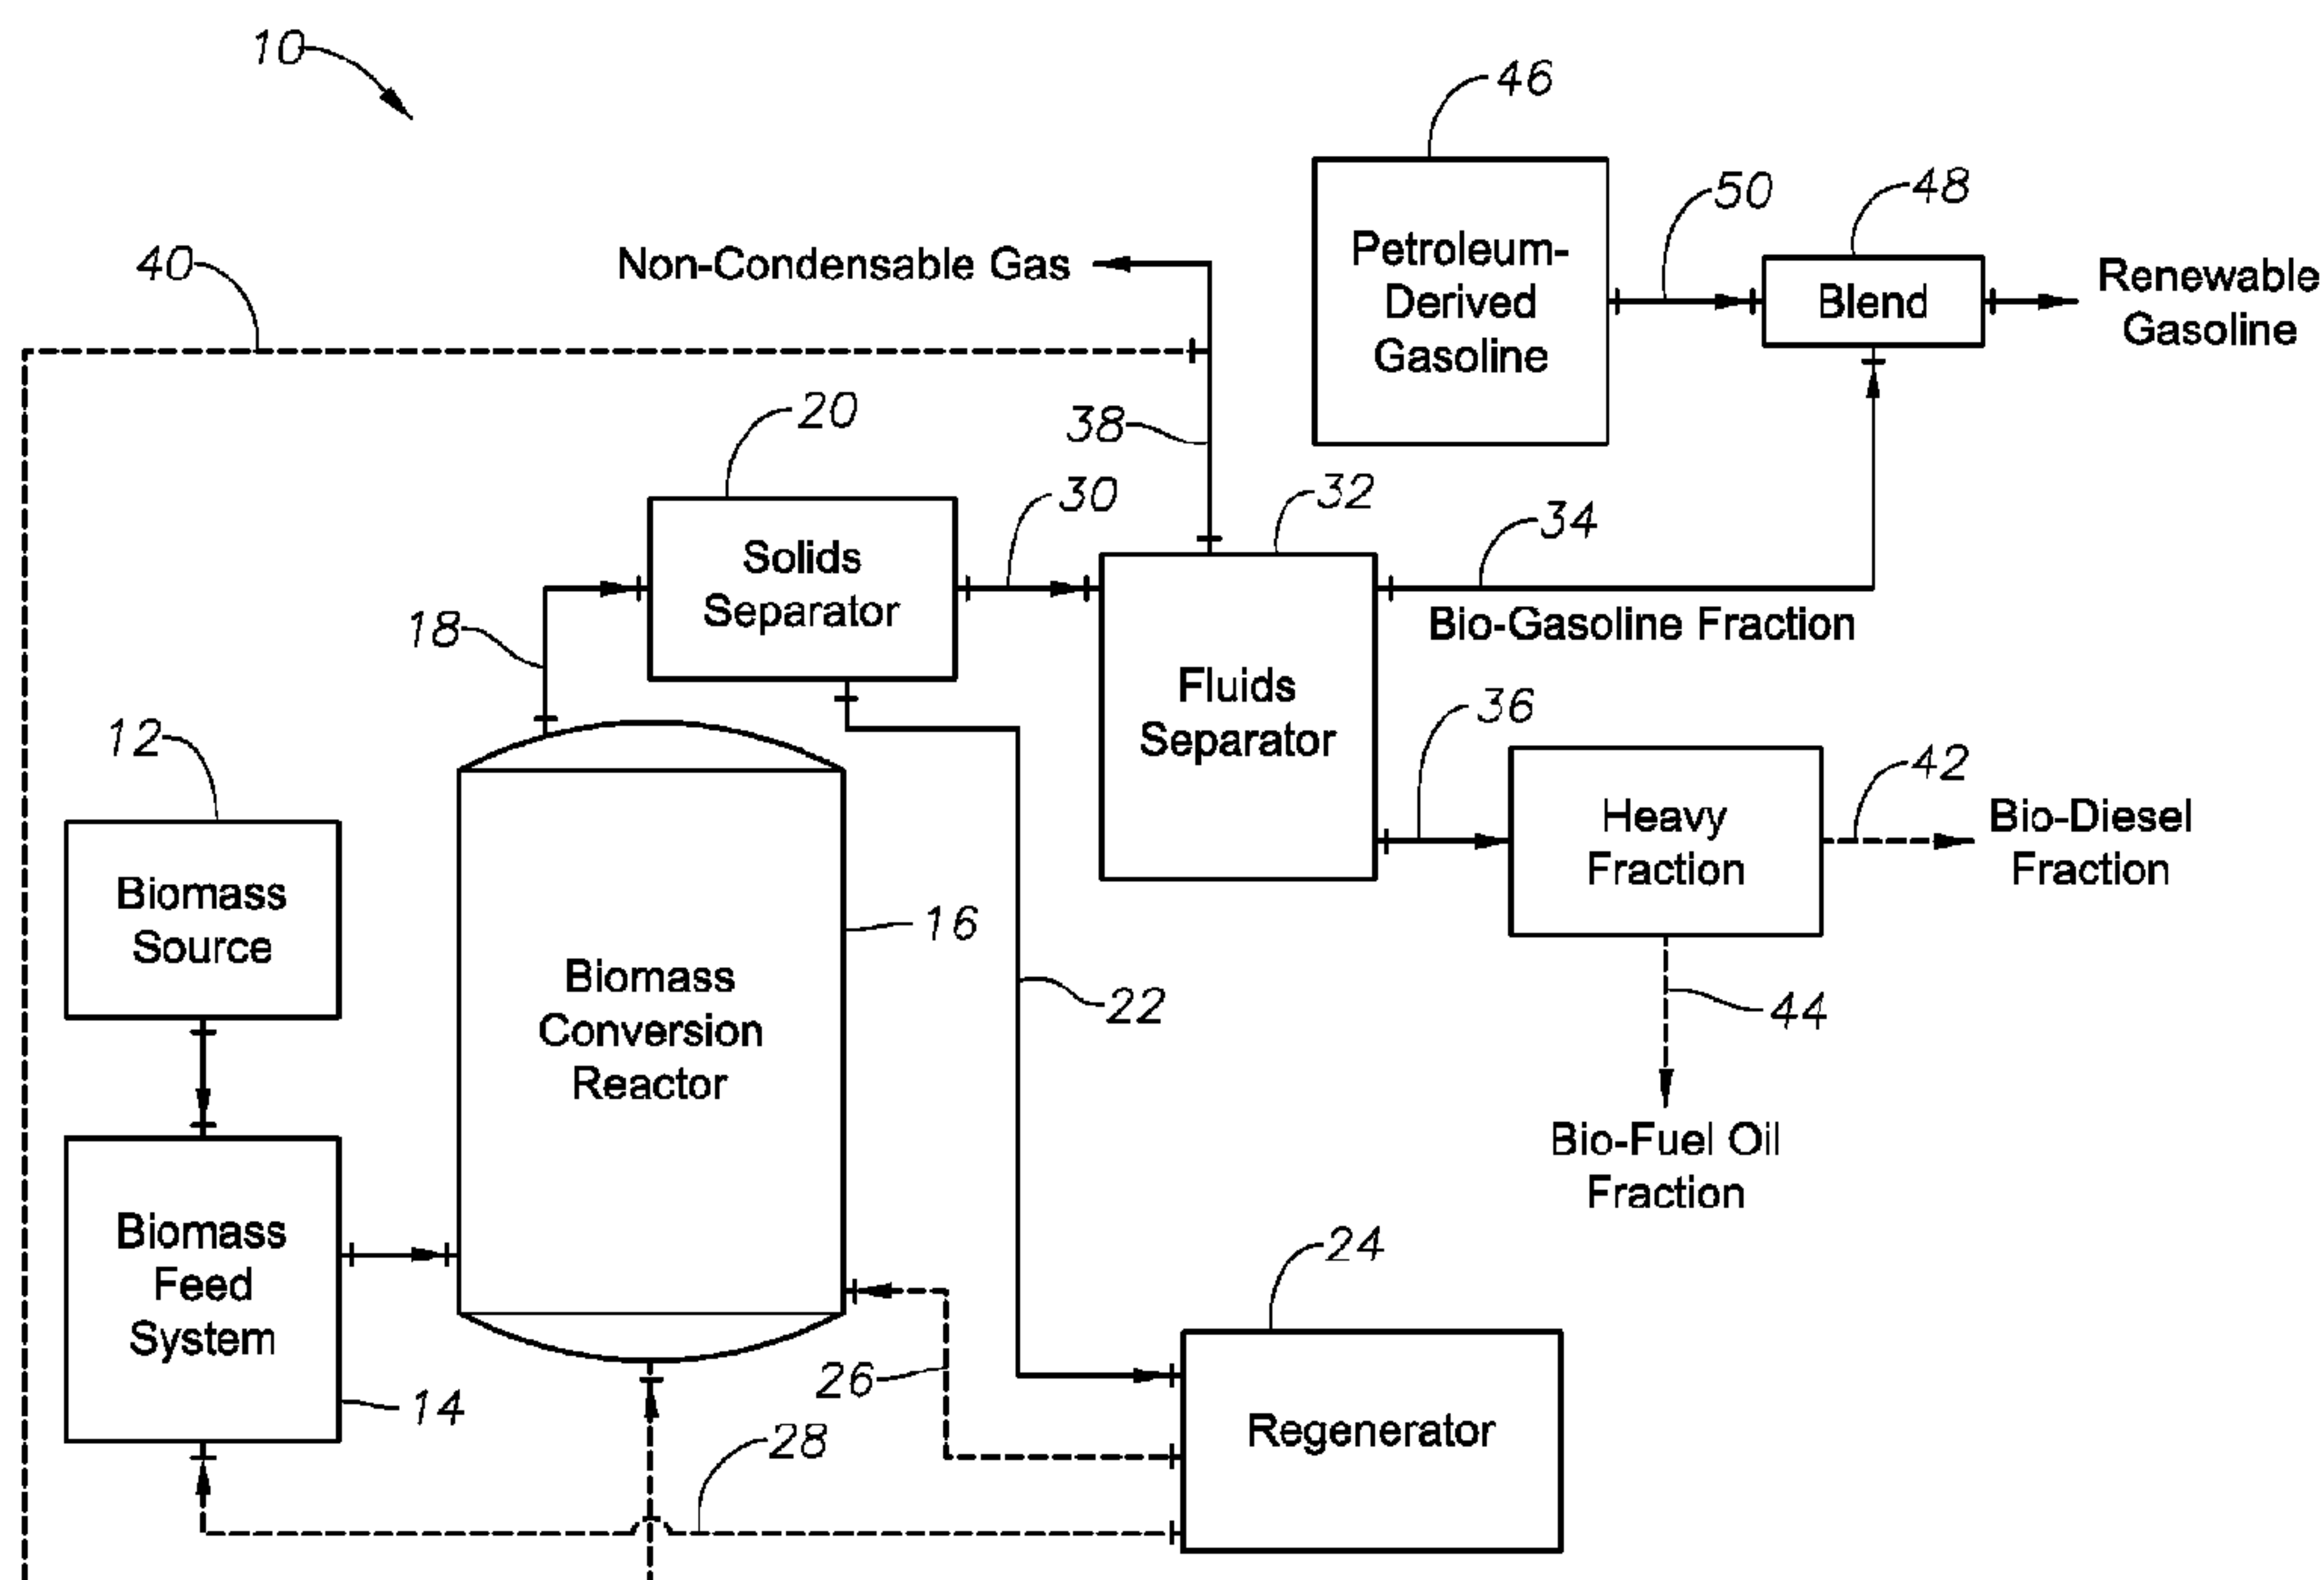 10
46
50
48
Petroleum-
Derived
Gasoline
Blend
Renewable
Gasoline
40
Non-Condensable Gas
38
20
30
32
34
Solids
Separator
18
Bio-Gasoline Fraction
Fluids
Separator
36
42
12
Heavy
Fraction
Bio-Diesel
Fraction
Biomass
Source
16
Biomass
Conversion
Reactor
22
44
Bio-Fuel Oil
Fraction
Biomass
Feed
System
24
26
14
28
Regenerator